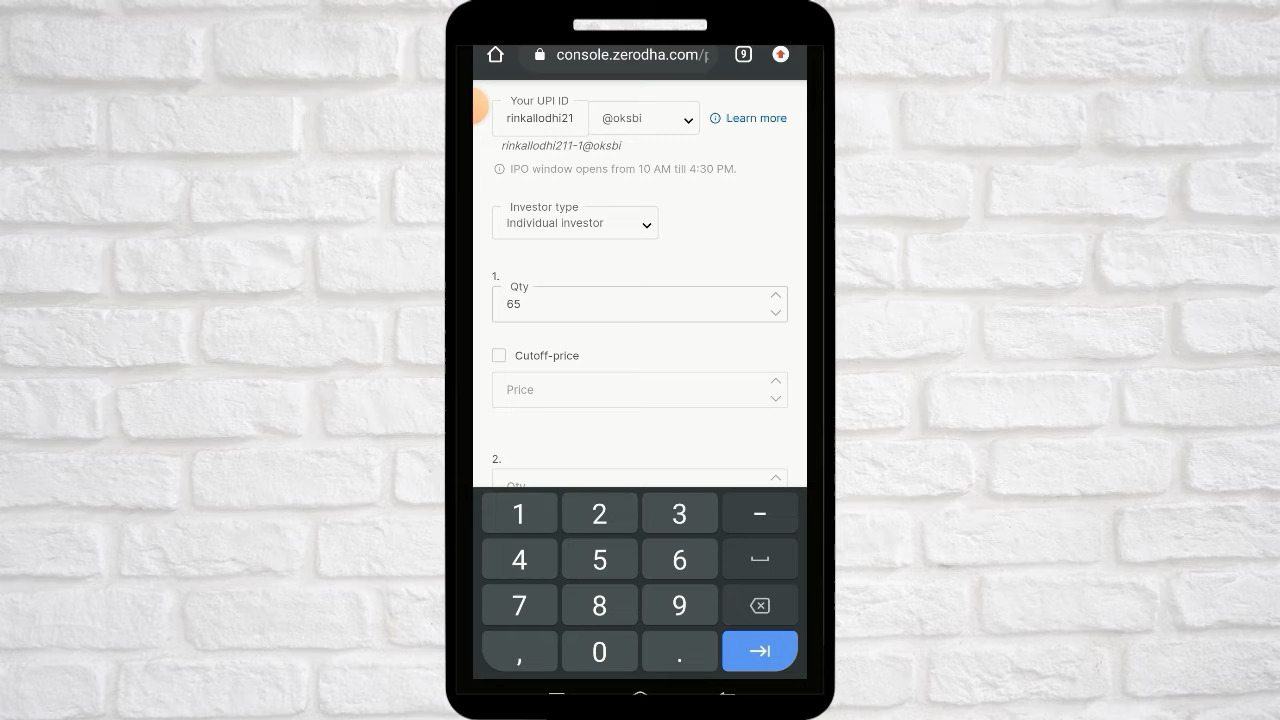 console.zerodha.com/p
9
Your UPI ID
rinkallodhi21
@oksbi
Learn more
rinkallodhi211-1@oksbi
IPO window opens from 10 AM till 4:30 PM.
Investor type
Individual investor
1.
Qty
65
Cutoff-price
Price
2.
Qty
1 2 3 -
4 5 6
7 8 9
, 0 .